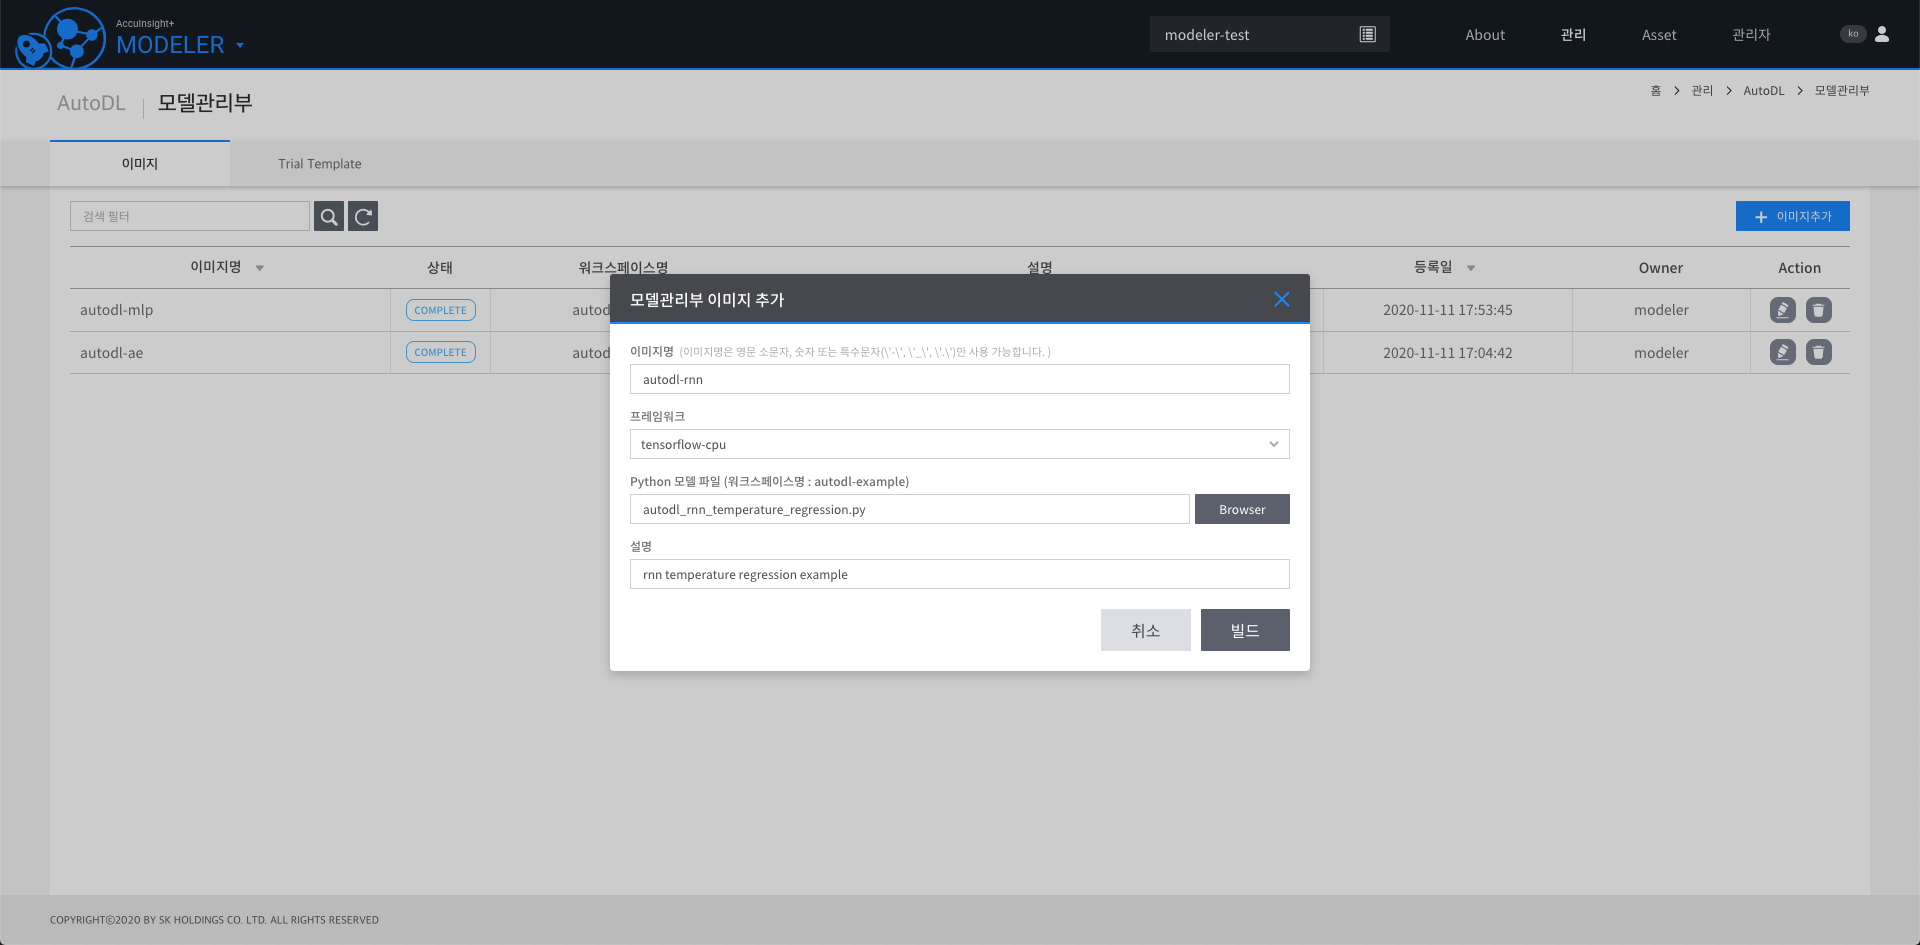 AccuInsight+
MODELER
modeler-test
About
관리
Asset
관리자
ko
AutoDL
모델관리부
홈 > 관리 > AutoDL > 모델관리부
이미지
Trial Template
검색 필터
+ 이미지추가
이미지명
상태
워크스페이스명
설명
등록일
Owner
Action
autodl-mlp
COMPLETE
autod
2020-11-11 17:53:45
modeler
autodl-ae
COMPLETE
autod
2020-11-11 17:04:42
modeler
모델관리부 이미지 추가
이미지명 (이미지명은 영문 소문자, 숫자 또는 특수문자(\'-\', \'_\', \'.\')만 사용 가능합니다. )
autodl-rnn
프레임워크
tensorflow-cpu
Python 모델 파일 (워크스페이스명 : autodl-example)
autodl_rnn_temperature_regression.py
Browser
설명
rnn temperature regression example
취소
빌드
COPYRIGHT©2020 BY SK HOLDINGS CO. LTD. ALL RIGHTS RESERVED